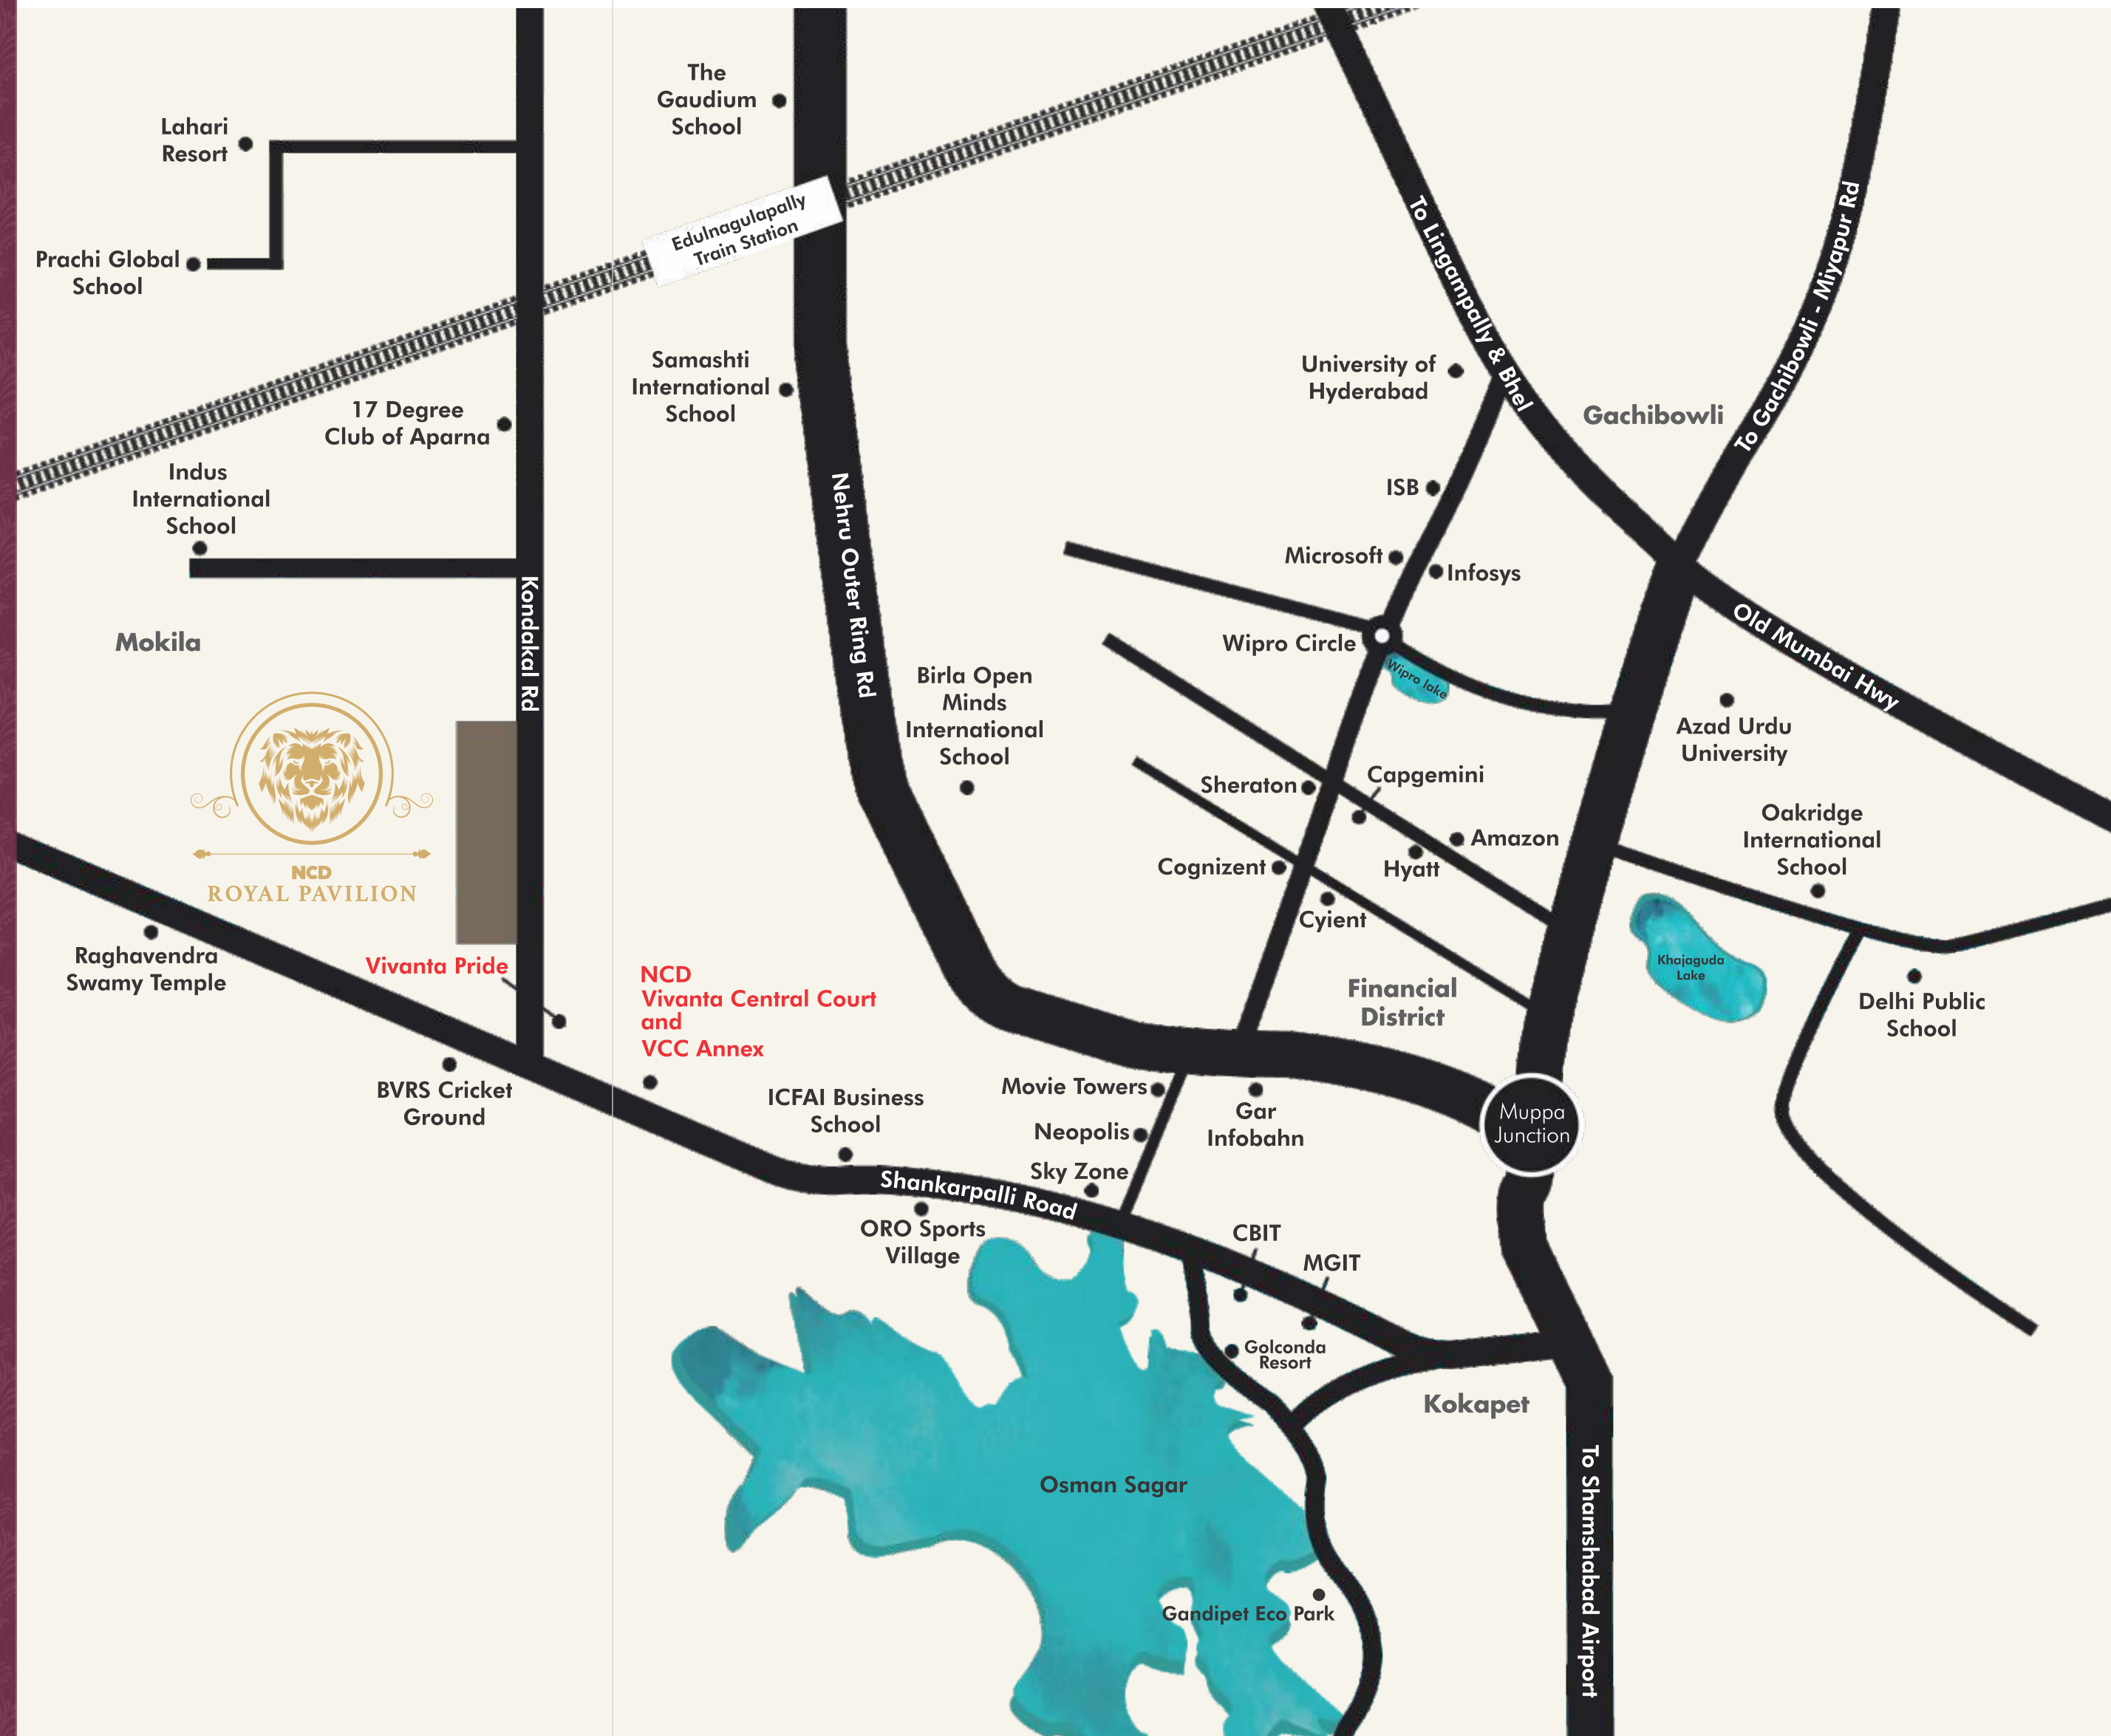 The
Gaudium
School
Lahari
Resort
Prachi Global
School
Edulnagulapally
Train Station
To Lingampally & Bhel
To Gachibowli - Miyapur Rd
Samashti
International
School
University of
Hyderabad
Gachibowli
17 Degree
Club of Aparna
Indus
International
School
ISB
Microsoft
Infosys
Nehru Outer Ring Rd
Kondakal Rd
Mokila
Wipro Circle
Wipro lake
Old Mumbai Hwy
Birla Open
Minds
International
School
Azad Urdu
University
Sheraton
Capgemini
Amazon
Hyatt
Cognizent
Cyient
Oakridge
International
School
NCD
ROYAL PAVILION
Raghavendra
Swamy Temple
Vivanta Pride
NCD
Vivanta Central Court
and
VCC Annex
Financial
District
Khajaguda
Lake
Delhi Public
School
BVRS Cricket
Ground
ICFAI Business
School
Movie Towers
Neopolis
Sky Zone
Gar
Infobahn
Muppa
Junction
Shankarpalli Road
ORO Sports
Village
CBIT
MGIT
Golconda
Resort
Kokapet
Osman Sagar
Gandipet Eco Park
To Shamshabad Airport